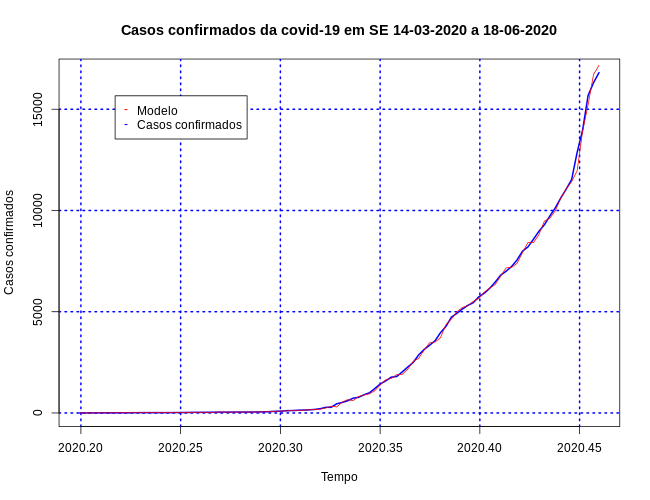 Casos confirmados da covid-19 em SE 14-03-2020 a 18-06-2020
Modelo
Casos confirmados
Casos confirmados
15000
10000
5000
0
2020.20 2020.25 2020.30 2020.35 2020.40 2020.45
Tempo